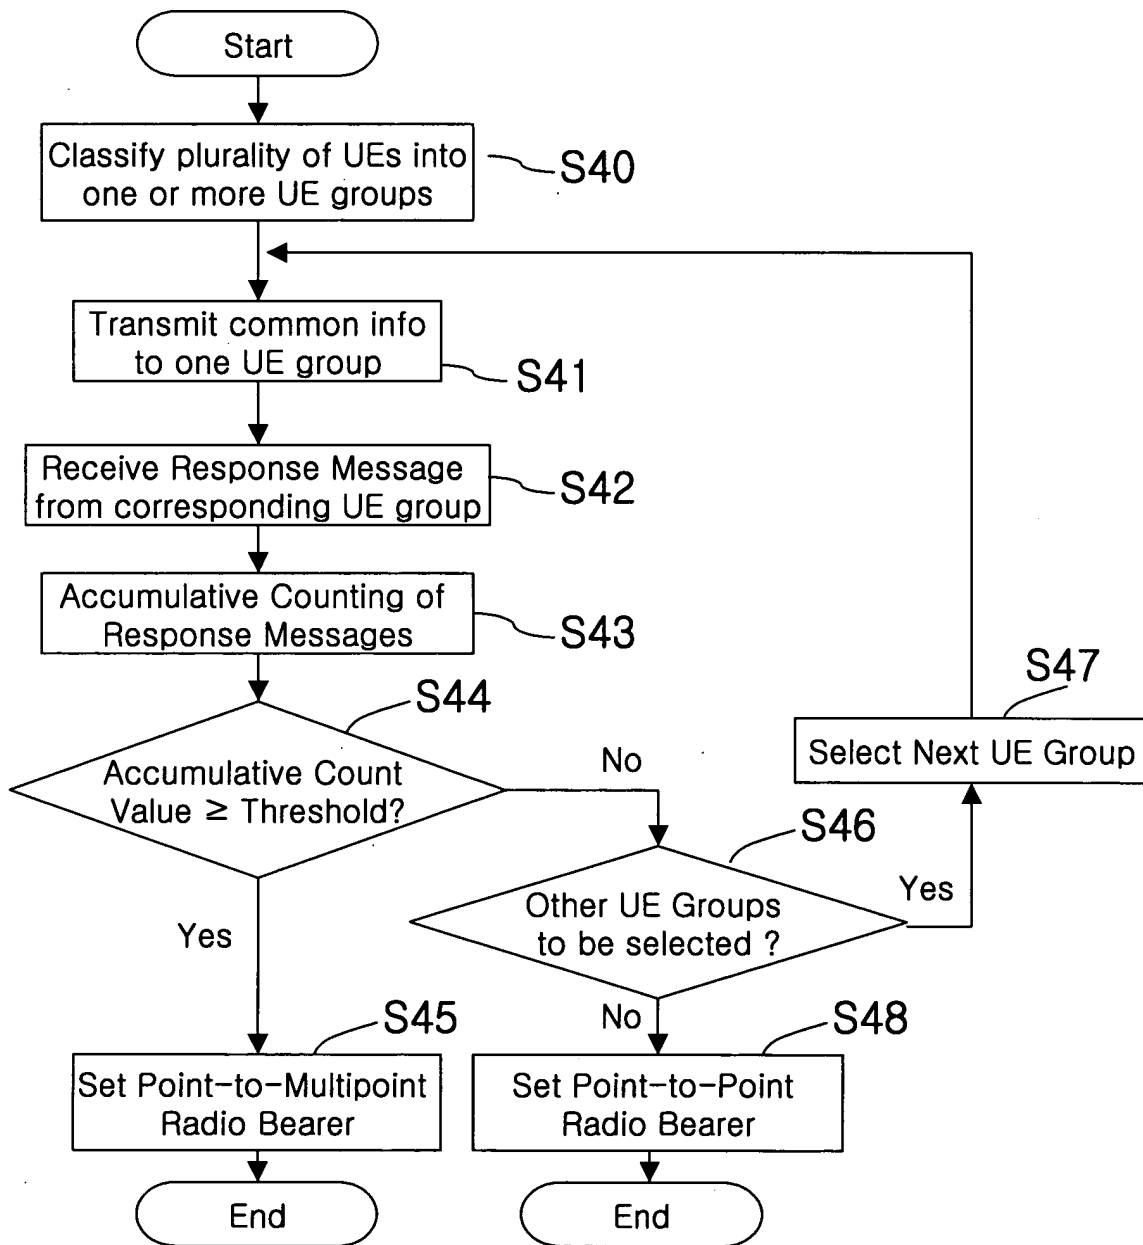 Start
Classify plurality of UEs into
one or more UE groups
S40
Transmit common info
to one UE group
S41
Receive Response Message
from corresponding UE group
S42
Accumulative Counting of
Response Messages
S43
S44
Accumulative Count
Value ≥ Threshold?
No
S47
Select Next UE Group
S46
Other UE Groups
to be selected ?
Yes
Yes
No
S45
Set Point-to-Multipoint
Radio Bearer
S48
Set Point-to-Point
Radio Bearer
End
End